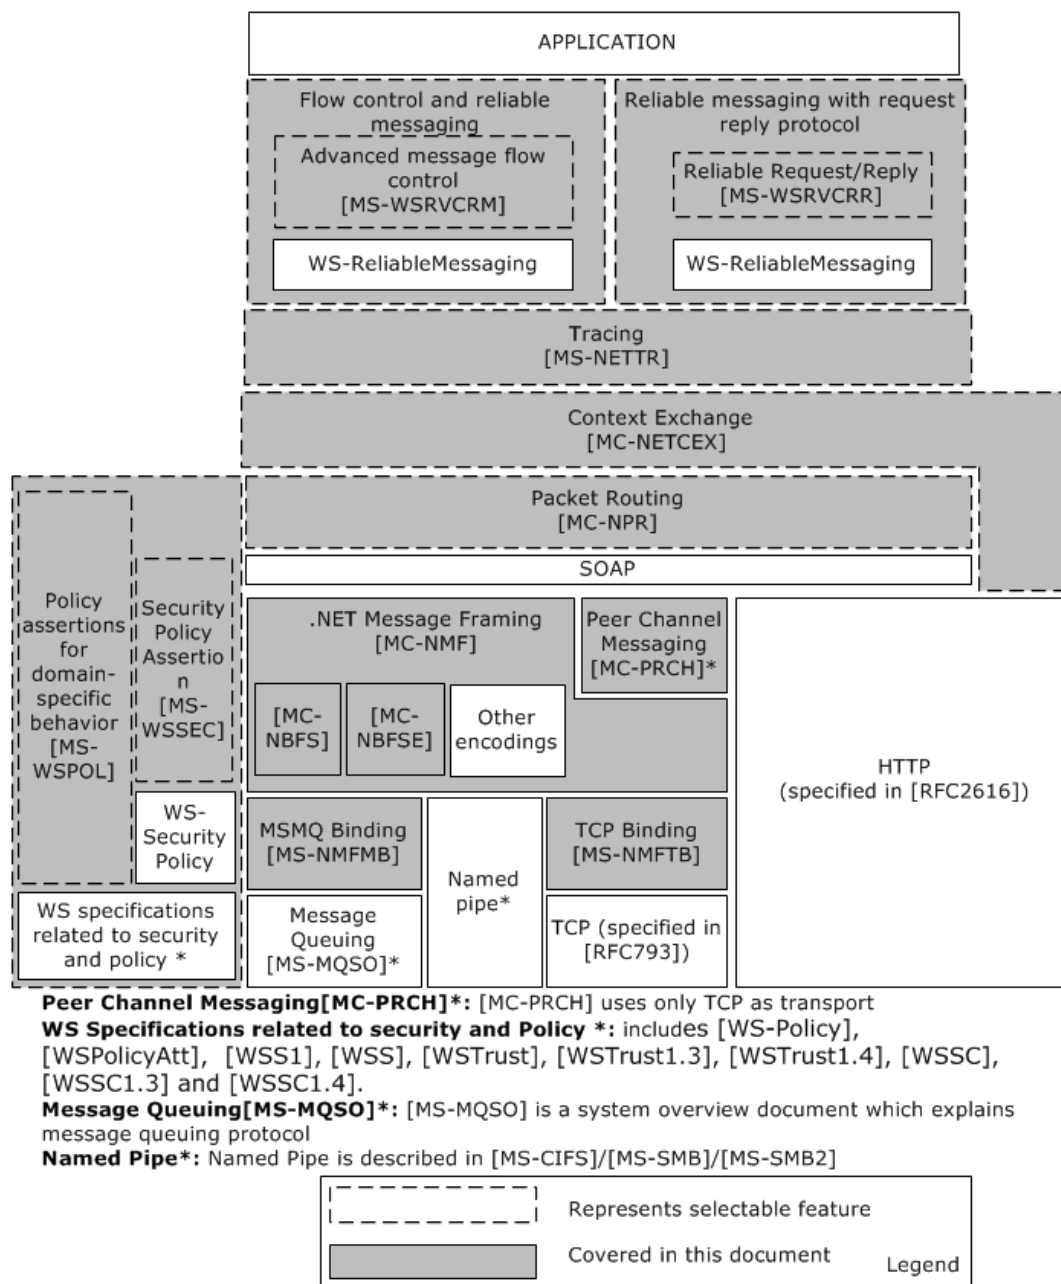 APPLICATION
Flow control and reliable
messaging
Advanced message flow
control
[MS-WSRVCRM]
WS-ReliableMessaging
Reliable messaging with request
reply protocol
Reliable Request/Reply
[MS-WSRVCRR]
WS-ReliableMessaging
Tracing
[MS-NETTR]
Context Exchange
[MC-NETCEX]
Packet Routing
[MC-NPR]
SOAP
Policy
assertions
for
domain-
specific
behavior
[MS-
WSPOL]
Security
Policy
Assertio
n
[MS-
WSSEC]
WS-
Security
Policy
WS specifications
related to security
and policy *
.NET Message Framing
[MC-NMF]
[MC-
NBFS]
[MC-
NBFSE]
Other
encodings
Peer Channel
Messaging
[MC-PRCH]*
HTTP
(specified in [RFC2616])
MSMQ Binding
[MS-NMFMB]
Named
pipe*
TCP Binding
[MS-NMFTB]
Message
Queuing
[MS-MQSO]*
TCP (specified in
[RFC793])
Peer Channel Messaging[MC-PRCH]*: [MC-PRCH] uses only TCP as transport
WS Specifications related to security and Policy *: includes [WS-Policy],
[WSPolicyAtt], [WSS1], [WSS], [WSTrust], [WSTrust1.3], [WSTrust1.4], [WSSC],
[WSSC1.3] and [WSSC1.4].
Message Queuing[MS-MQSO]*: [MS-MQSO] is a system overview document which explains
message queuing protocol
Named Pipe*: Named Pipe is described in [MS-CIFS]/[MS-SMB]/[MS-SMB2]
Represents selectable feature
Covered in this document
Legend